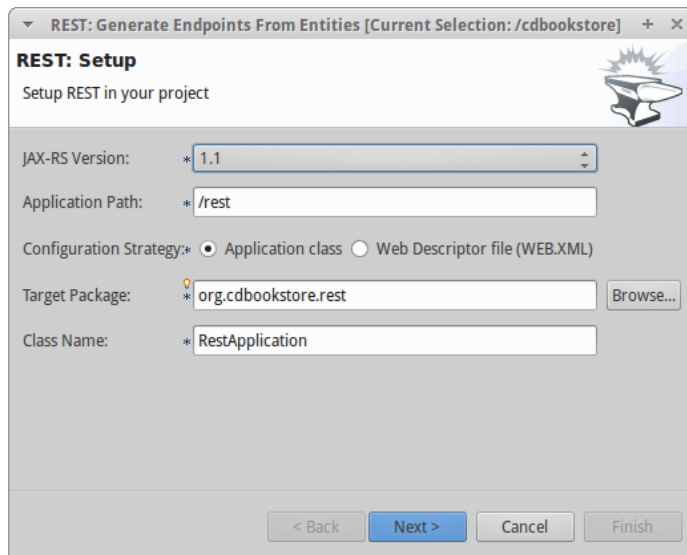 REST: Generate Endpoints From Entities [Current Selection: /cdbookstore]
REST: Setup
Setup REST in your project
JAX-RS Version: * 1.1
Application Path: * /rest
Configuration Strategy:* Application class Web Descriptor file (WEB.XML)
Target Package: * org.cdbookstore.rest Browse...
Class Name: * RestApplication
< Back Next > Cancel Finish